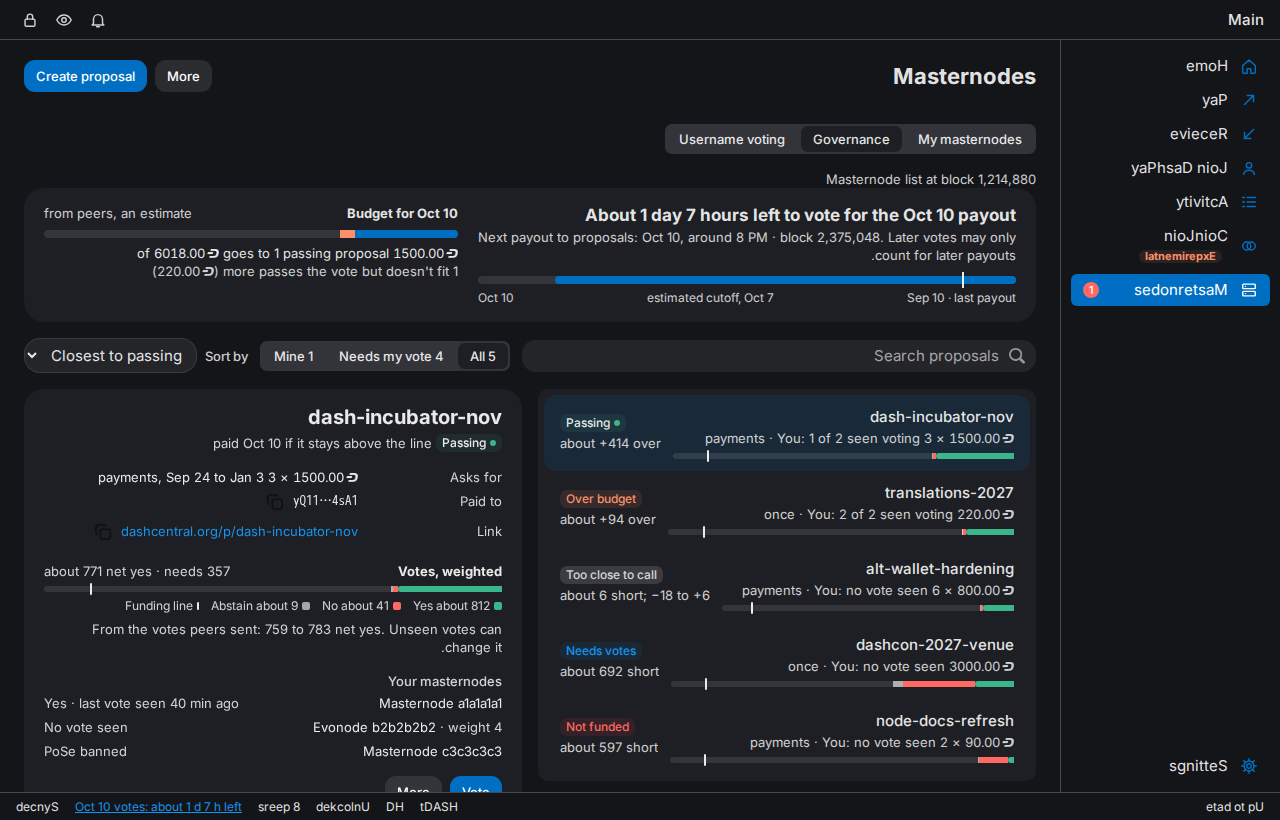 Main
emoH
yaP
evieceR
yaPhsaD nioJ
ytivitcA
nioJnioC
latnemirepxE
sedonretsaM
1
sgnitteS
Masternodes
More
Create proposal
My masternodes
Governance
Username voting
Masternode list at block 1,214,880
About 1 day 7 hours left to vote for the Oct 10 payout
Next payout to proposals: Oct 10, around 8 PM · block 2,375,048. Later votes may only
.count for later payouts
Sep 10 · last payout
estimated cutoff, Oct 7
Oct 10
Budget for Oct 10
from peers, an estimate
of 6018.00 goes to 1 passing proposal 1500.00
(220.00) more passes the vote but doesn't fit 1
Search proposals
All 5
Needs my vote 4
Mine 1
Sort by
Closest to passing
dash-incubator-nov
Passing
payments · You: 1 of 2 seen voting 3 × 1500.00
about +414 over
translations-2027
Over budget
once · You: 2 of 2 seen voting 220.00
about +94 over
alt-wallet-hardening
Too close to call
payments · You: no vote seen 6 × 800.00
about 6 short; −18 to +6
dashcon-2027-venue
Needs votes
once · You: no vote seen 3000.00
about 692 short
node-docs-refresh
Not funded
payments · You: no vote seen 2 × 90.00
about 597 short
dash-incubator-nov
paid Oct 10 if it stays above the line Passing
Asks for
payments, Sep 24 to Jan 3 3 × 1500.00
Paid to
yQ11···4sA1
Link
dashcentral.org/p/dash-incubator-nov
Votes, weighted
about 771 net yes · needs 357
Yes about 812
No about 41
Abstain about 9
Funding line
From the votes peers sent: 759 to 783 net yes. Unseen votes can
.change it
Your masternodes
Masternode a1a1a1a1
Yes · last vote seen 40 min ago
Evonode b2b2b2b2 · weight 4
No vote seen
Masternode c3c3c3c3
PoSe banned
Vote
More
etad ot pU
tDASH
DH
dekcolnU
sreep 8
Oct 10 votes: about 1 d 7 h left
decnyS